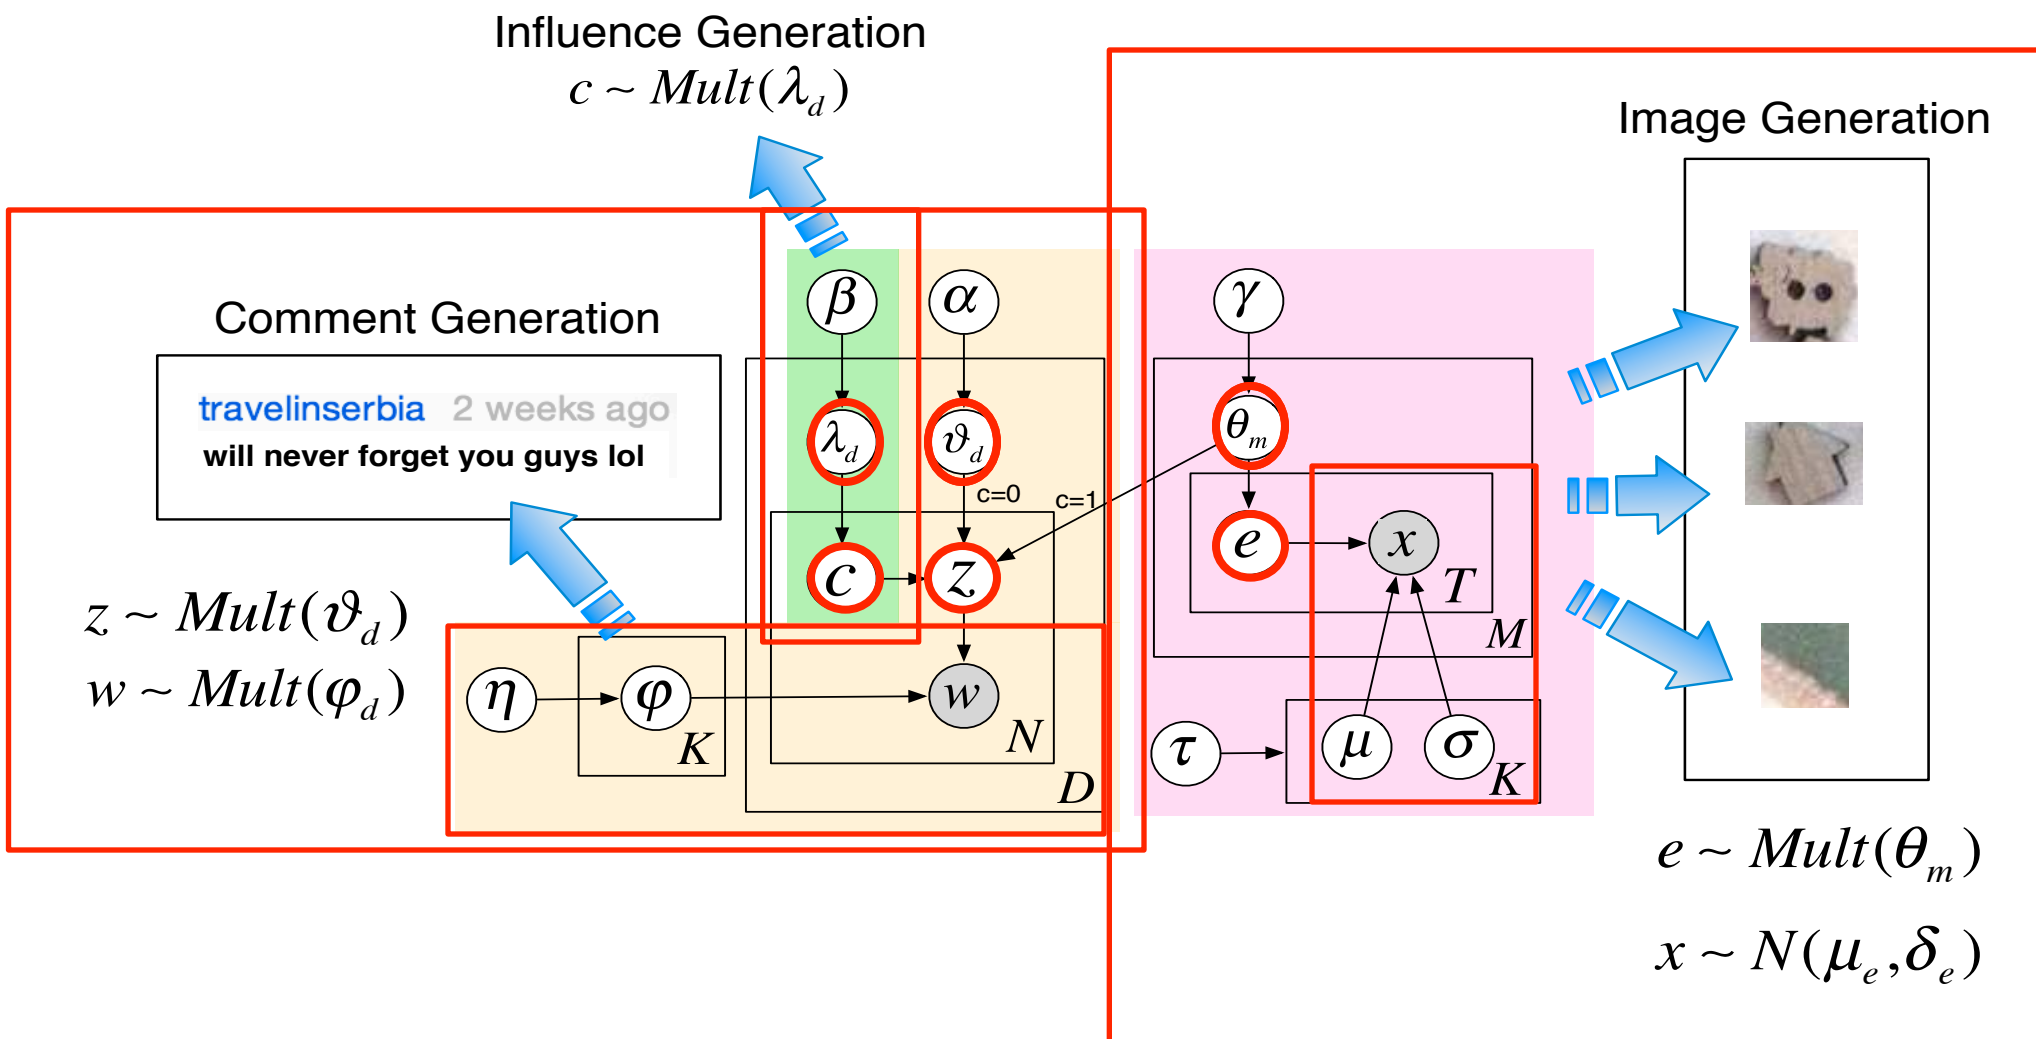 Influence Generation
c ~ Mult(λ_d)
Image Generation
Comment Generation
travelinserbia 2 weeks ago
will never forget you guys lol
z ~ Mult(ϑ_d)
w ~ Mult(φ_d)
β
α
γ
λ_d
ϑ_d
θ_m
c=0
c=1
c
z
e
x
T
M
η
φ
w
K
N
D
τ
μ
σ
K
e ~ Mult(θ_m)
x ~ N(μ_e,δ_e)